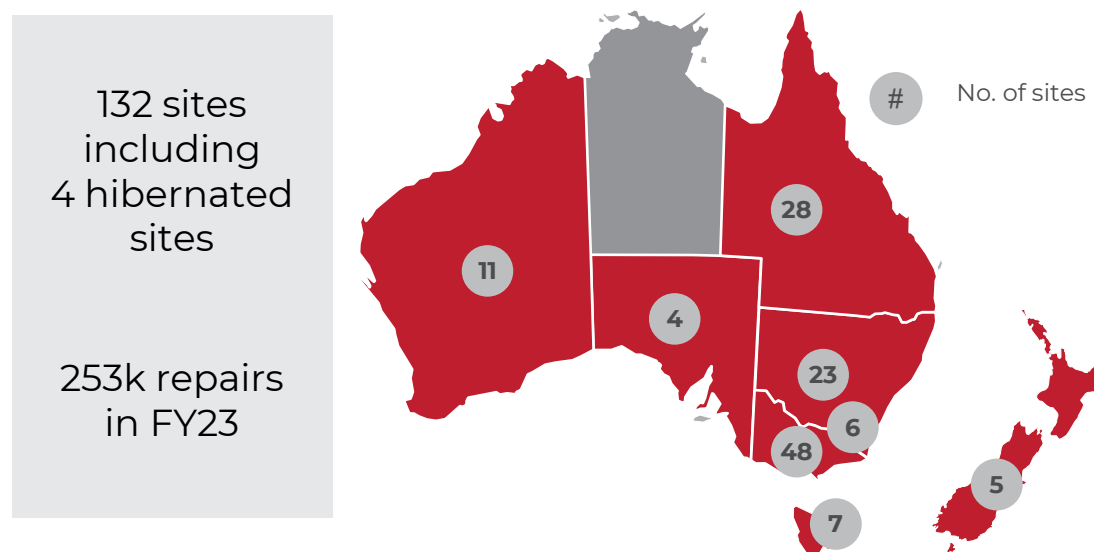 132 sites
including
4 hibernated
sites
253k repairs
in FY23
# No. of sites
28
11
4
23
6
48
5
7